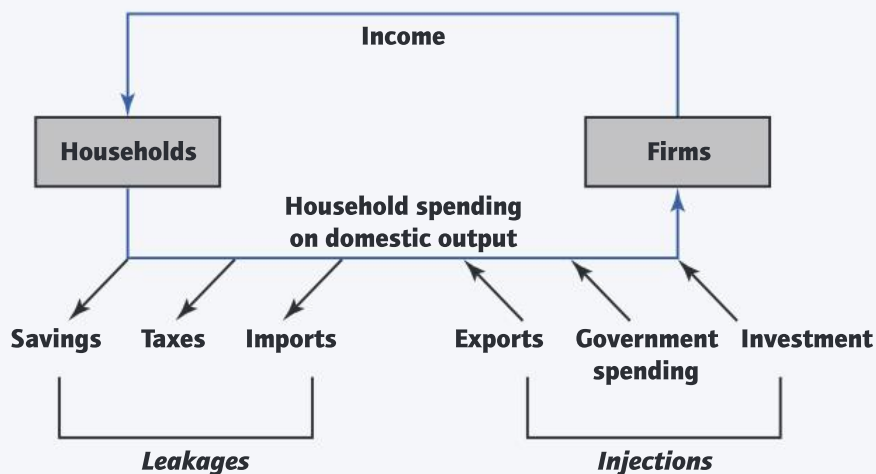 Income
Households
Firms
Household spending
on domestic output
Savings
Taxes
Imports
Exports
Government
spending
Investment
Leakages
Injections